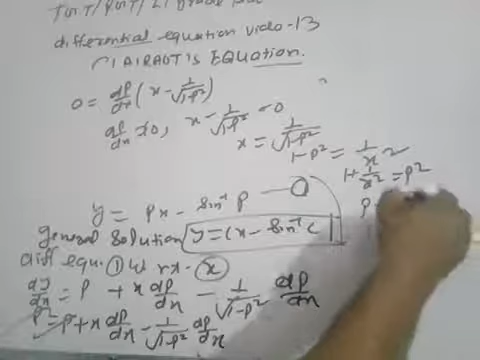 differential equation video-13
CLAIRAUT'S EQUATION.
0 = dp/dx (x - 1/√1-p²)
dp/dx ≠ 0, x - 1/√1-p² = 0
x = 1/√1-p²
1-p² = 1/x²
1+ 1/x² = p²
p
y = px - sin⁻¹ p — ①
general solution y = cx - sin⁻¹ c
diff equ. ① w r x - x
dy/dx = p + x dp/dx - 1/√1-p² dp/dx
p = p + x dp/dx - 1/√1-p² dp/dx